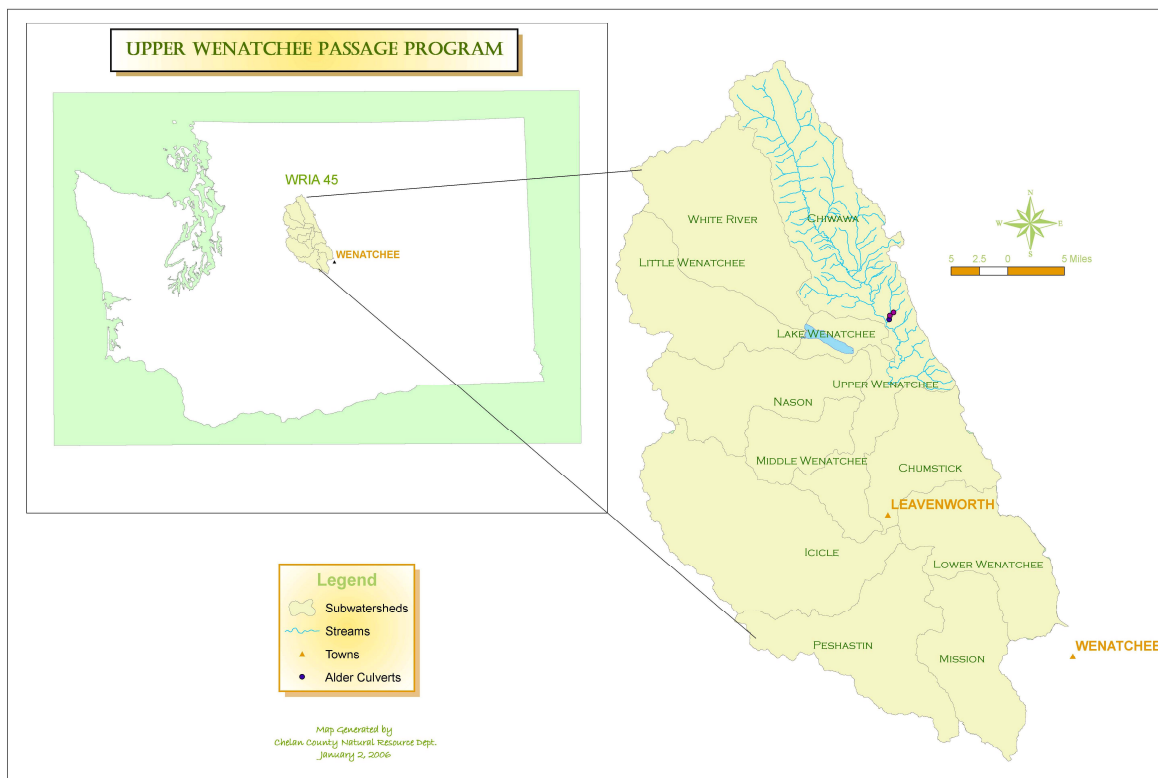 UPPER WENATCHEE PASSAGE PROGRAM
WRIA 45
WENATCHEE
WHITE RIVER
CHIWAWA
LITTLE WENATCHEE
N
W
E
S
5 2.5 0 5 Miles
LAKE WENATCHEE
UPPER WENATCHEE
NASON
MIDDLE WENATCHEE
CHUMSTICK
LEAVENWORTH
ICICLE
LOWER WENATCHEE
PESHASTIN
MISSION
WENATCHEE
Legend
Subwatersheds
Streams
Towns
Alder Culverts
Map Generated by
Chelan County Natural Resource Dept.
January 2, 2006